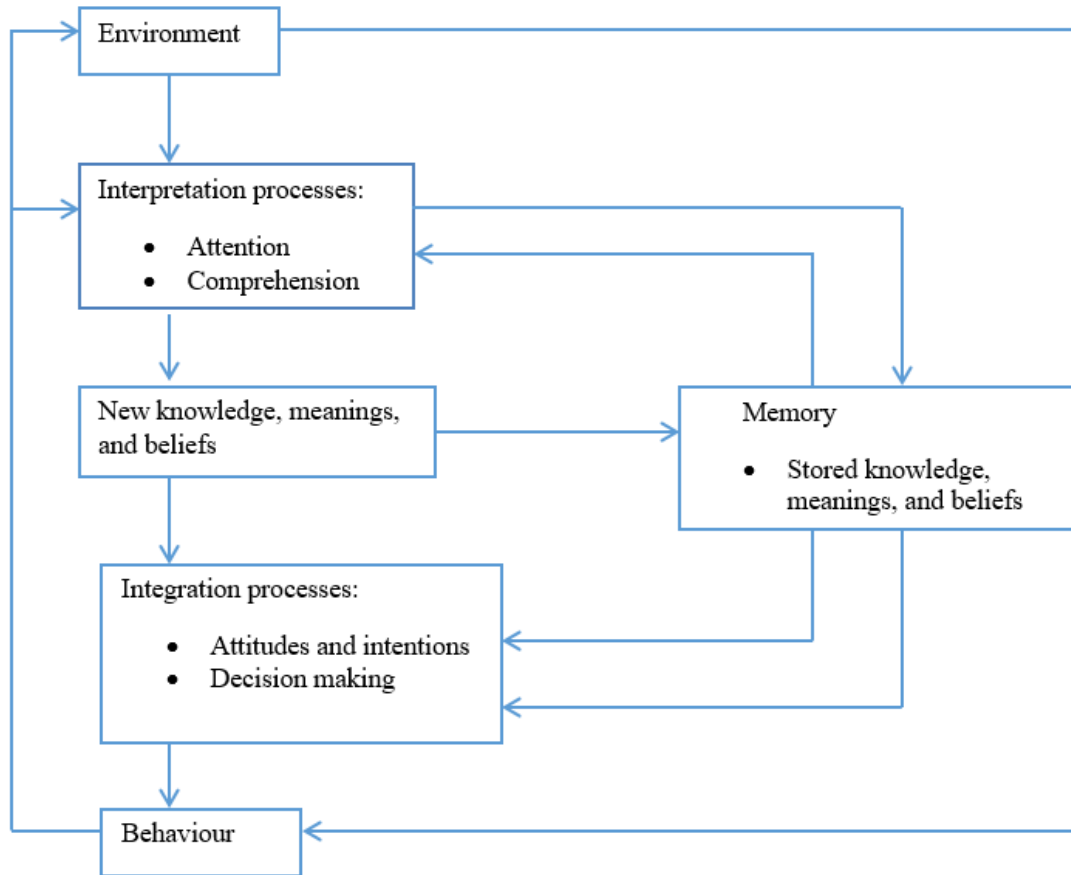 Environment
Interpretation processes:
• Attention
• Comprehension
New knowledge, meanings,
and beliefs
Memory
• Stored knowledge,
meanings, and beliefs
Integration processes:
• Attitudes and intentions
• Decision making
Behaviour